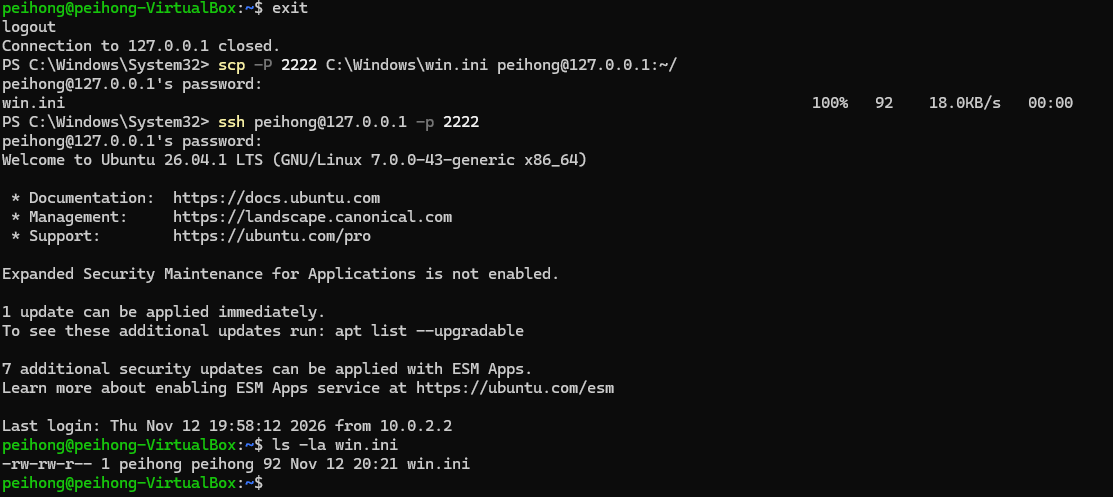 peihong@peihong-VirtualBox:~$ exit
logout
Connection to 127.0.0.1 closed.
PS C:\Windows\System32> scp -P 2222 C:\Windows\win.ini peihong@127.0.0.1:~/
peihong@127.0.0.1's password:
win.ini 100% 92 18.0KB/s 00:00
PS C:\Windows\System32> ssh peihong@127.0.0.1 -p 2222
peihong@127.0.0.1's password:
Welcome to Ubuntu 26.04.1 LTS (GNU/Linux 7.0.0-43-generic x86_64)
* Documentation: https://docs.ubuntu.com
* Management: https://landscape.canonical.com
* Support: https://ubuntu.com/pro
Expanded Security Maintenance for Applications is not enabled.
1 update can be applied immediately.
To see these additional updates run: apt list --upgradable
7 additional security updates can be applied with ESM Apps.
Learn more about enabling ESM Apps service at https://ubuntu.com/esm
Last login: Thu Nov 12 19:58:12 2026 from 10.0.2.2
peihong@peihong-VirtualBox:~$ ls -la win.ini
-rw-rw-r-- 1 peihong peihong 92 Nov 12 20:21 win.ini
peihong@peihong-VirtualBox:~$